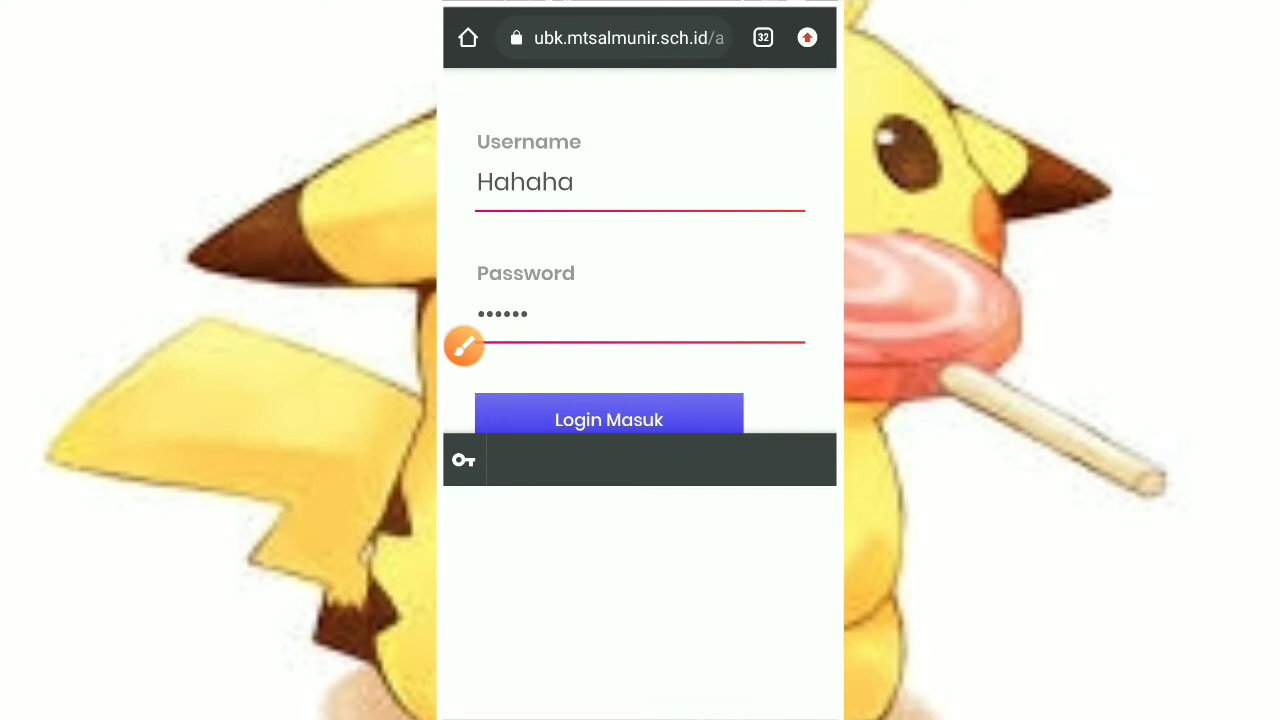 ubk.mtsalmunir.sch.id/a
32
Username
Hahaha
Password
••••••
Login Masuk